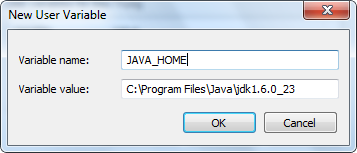 New User Variable
Variable name: JAVA_HOME
Variable value: C:\Program Files\Java\jdk1.6.0_23
OK Cancel